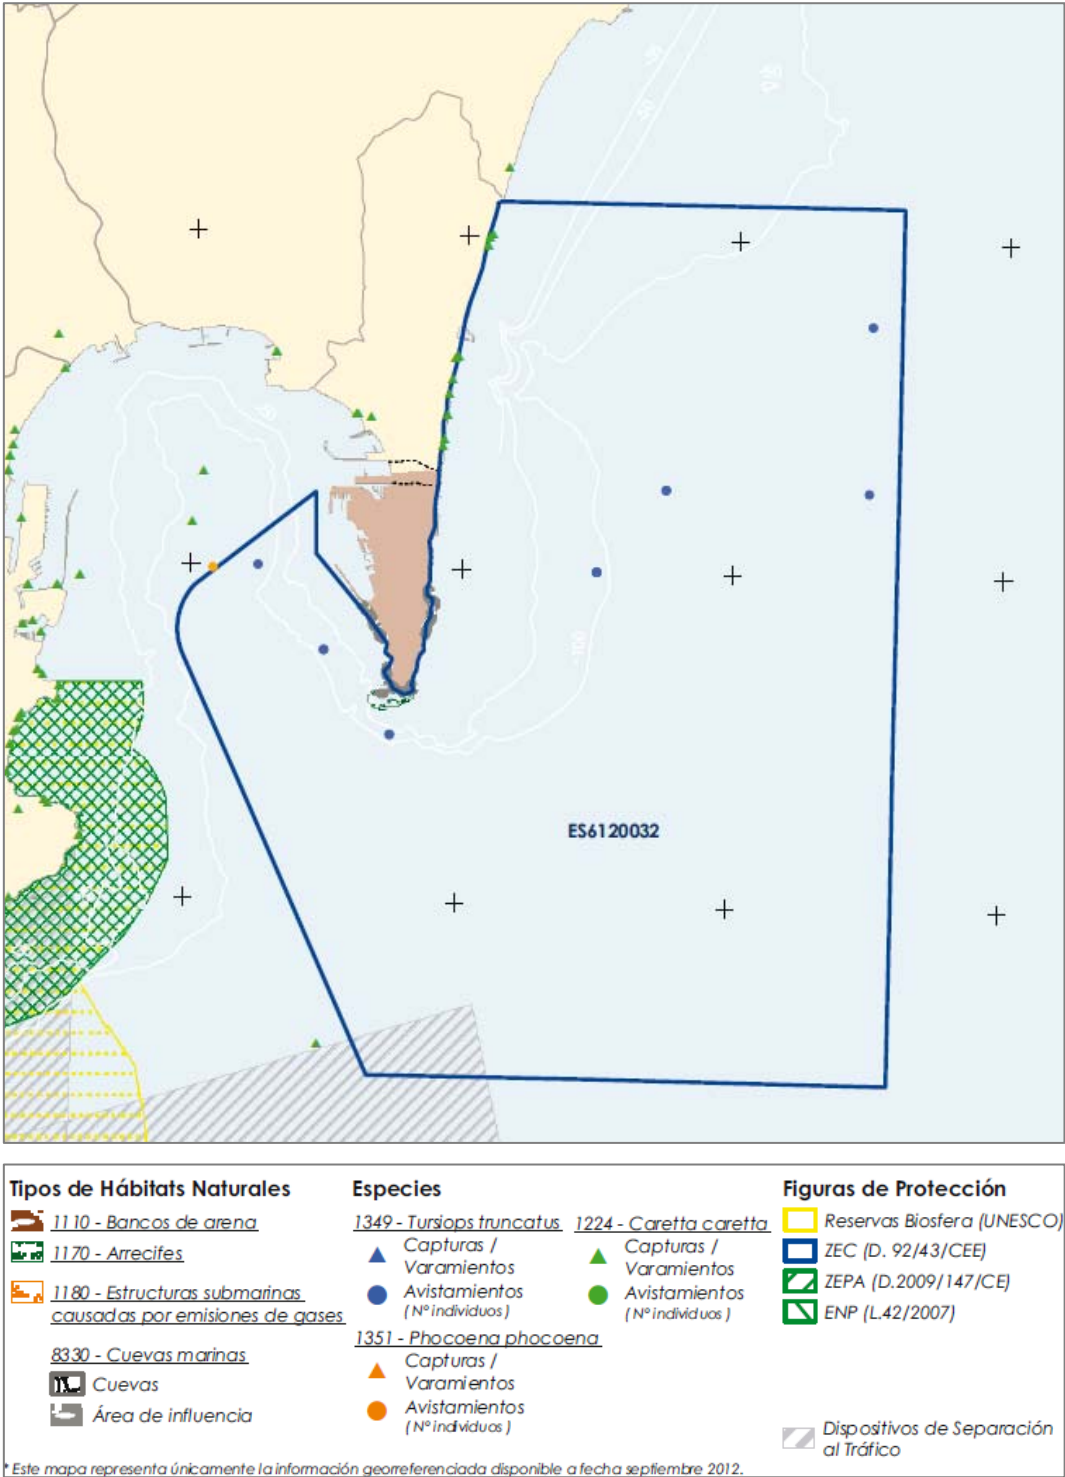 50
ES6120032
Tipos de Hábitats Naturales
1110 - Bancos de arena
1170 - Arrecifes
1180 - Estructuras submarinas
causadas por emisiones de gases
8330 - Cuevas marinas
Cuevas
Área de influencia
Especies
1349 - Tursiops truncatus
Capturas /
Varamientos
Avistamientos
(Nº individuos)
1351 - Phocoena phocoena
Capturas /
Varamientos
Avistamientos
(Nº individuos)
1224 - Caretta caretta
Capturas /
Varamientos
Avistamientos
(Nº individuos)
Figuras de Protección
Reservas Biosfera (UNESCO)
ZEC (D. 92/43/CEE)
ZEPA (D.2009/147/CE)
ENP (L.42/2007)
Dispositivos de Separación
al Tráfico
* Este mapa representa únicamente la información georreferenciada disponible a fecha septiembre 2012.